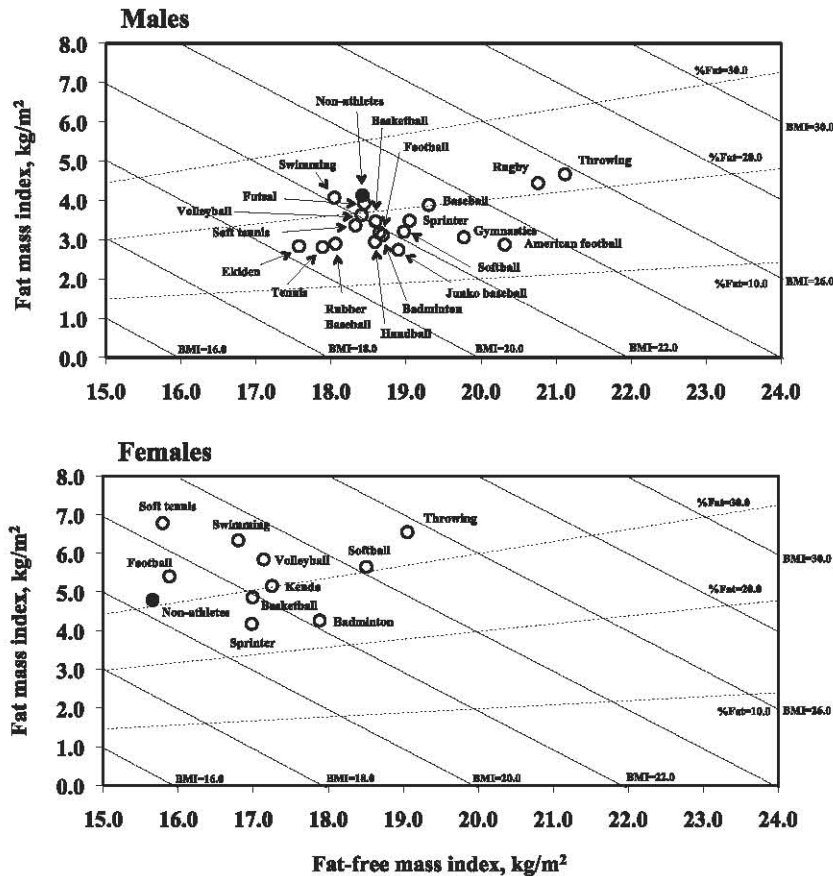 Males
8.0
7.0
6.0
5.0
4.0
3.0
2.0
1.0
0.0
Fat mass index, kg/m²
%Fat=30.0
Non-athletes
Basketball
Football
BMI=30.0
Swimming
Rugby
Throwing
%Fat=20.0
Futsal
Baseball
Volleyball
Sprinter
Soft tennis
Gymnastics
American football
Ekiden
Softball
Tennis
Junko baseball
%Fat=10.0
BMI=26.0
Rubber
Baseball
Badminton
Handball
BMI=16.0
BMI=18.0
BMI=20.0
BMI=22.0
15.0 16.0 17.0 18.0 19.0 20.0 21.0 22.0 23.0 24.0
Females
8.0
7.0
6.0
5.0
4.0
3.0
2.0
1.0
0.0
Fat mass index, kg/m²
Soft tennis
%Fat=30.0
Swimming
Throwing
Football
Volleyball
Softball
BMI=30.0
Kendo
%Fat=20.0
Non-athletes
Basketball
Sprinter
Badminton
%Fat=10.0
BMI=26.0
BMI=16.0
BMI=18.0
BMI=20.0
BMI=22.0
15.0 16.0 17.0 18.0 19.0 20.0 21.0 22.0 23.0 24.0
Fat-free mass index, kg/m²